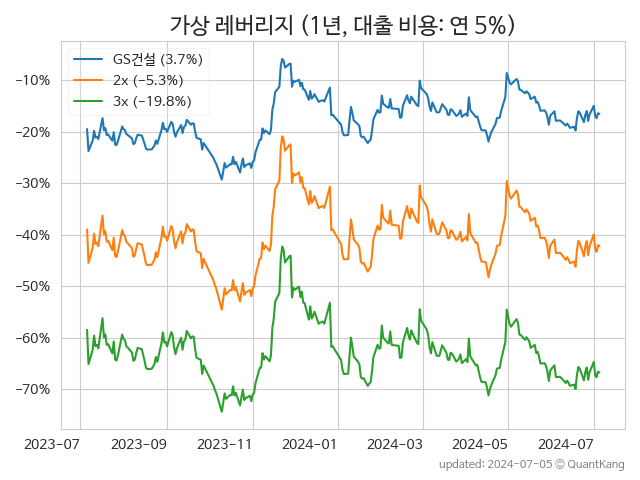 가상 레버리지 (1년, 대출 비용: 연 5%)
GS건설 (3.7%)
2x (−5.3%)
3x (−19.8%)
−10%
−20%
−30%
−40%
−50%
−60%
−70%
2023-07 2023-09 2023-11 2024-01 2024-03 2024-05 2024-07
updated: 2024-07-05 © QuantKang